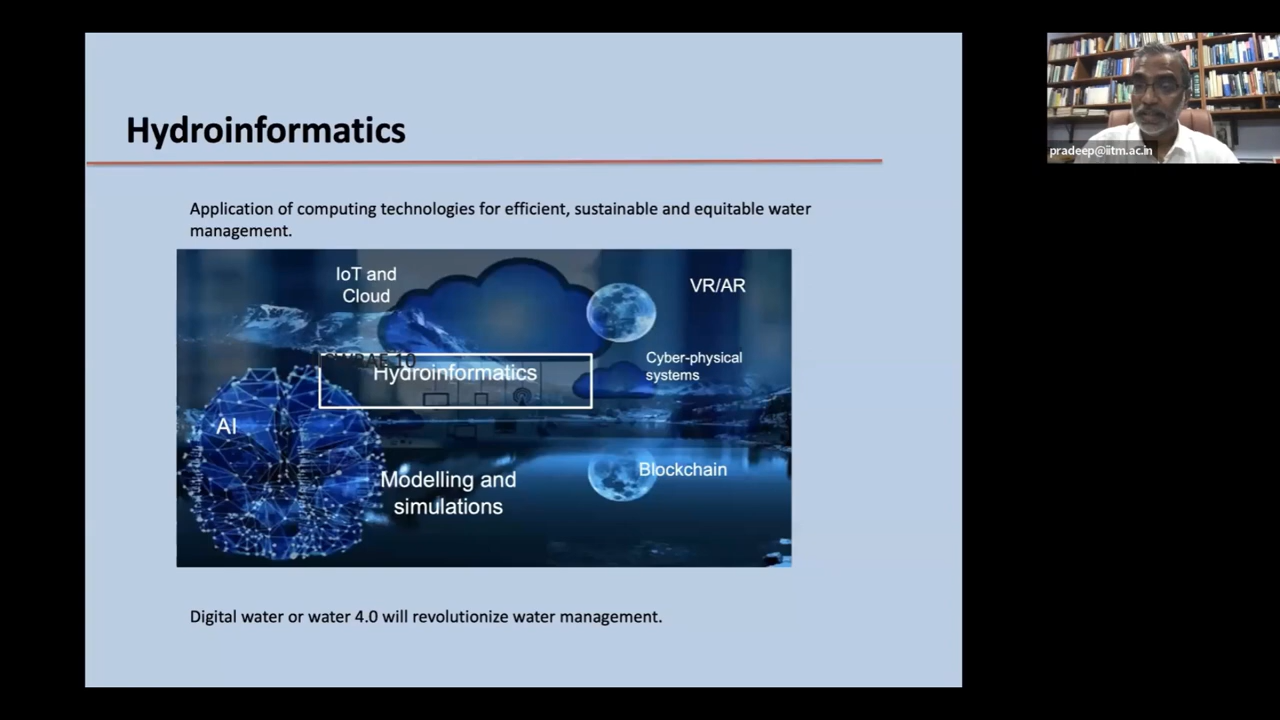 Hydroinformatics
pradeep@iitm.ac.in
Application of computing technologies for efficient, sustainable and equitable water
management.
IoT and
Cloud
VR/AR
Cyber-physical
systems
Hydroinformatics
AI
Blockchain
Modelling and
simulations
Digital water or water 4.0 will revolutionize water management.